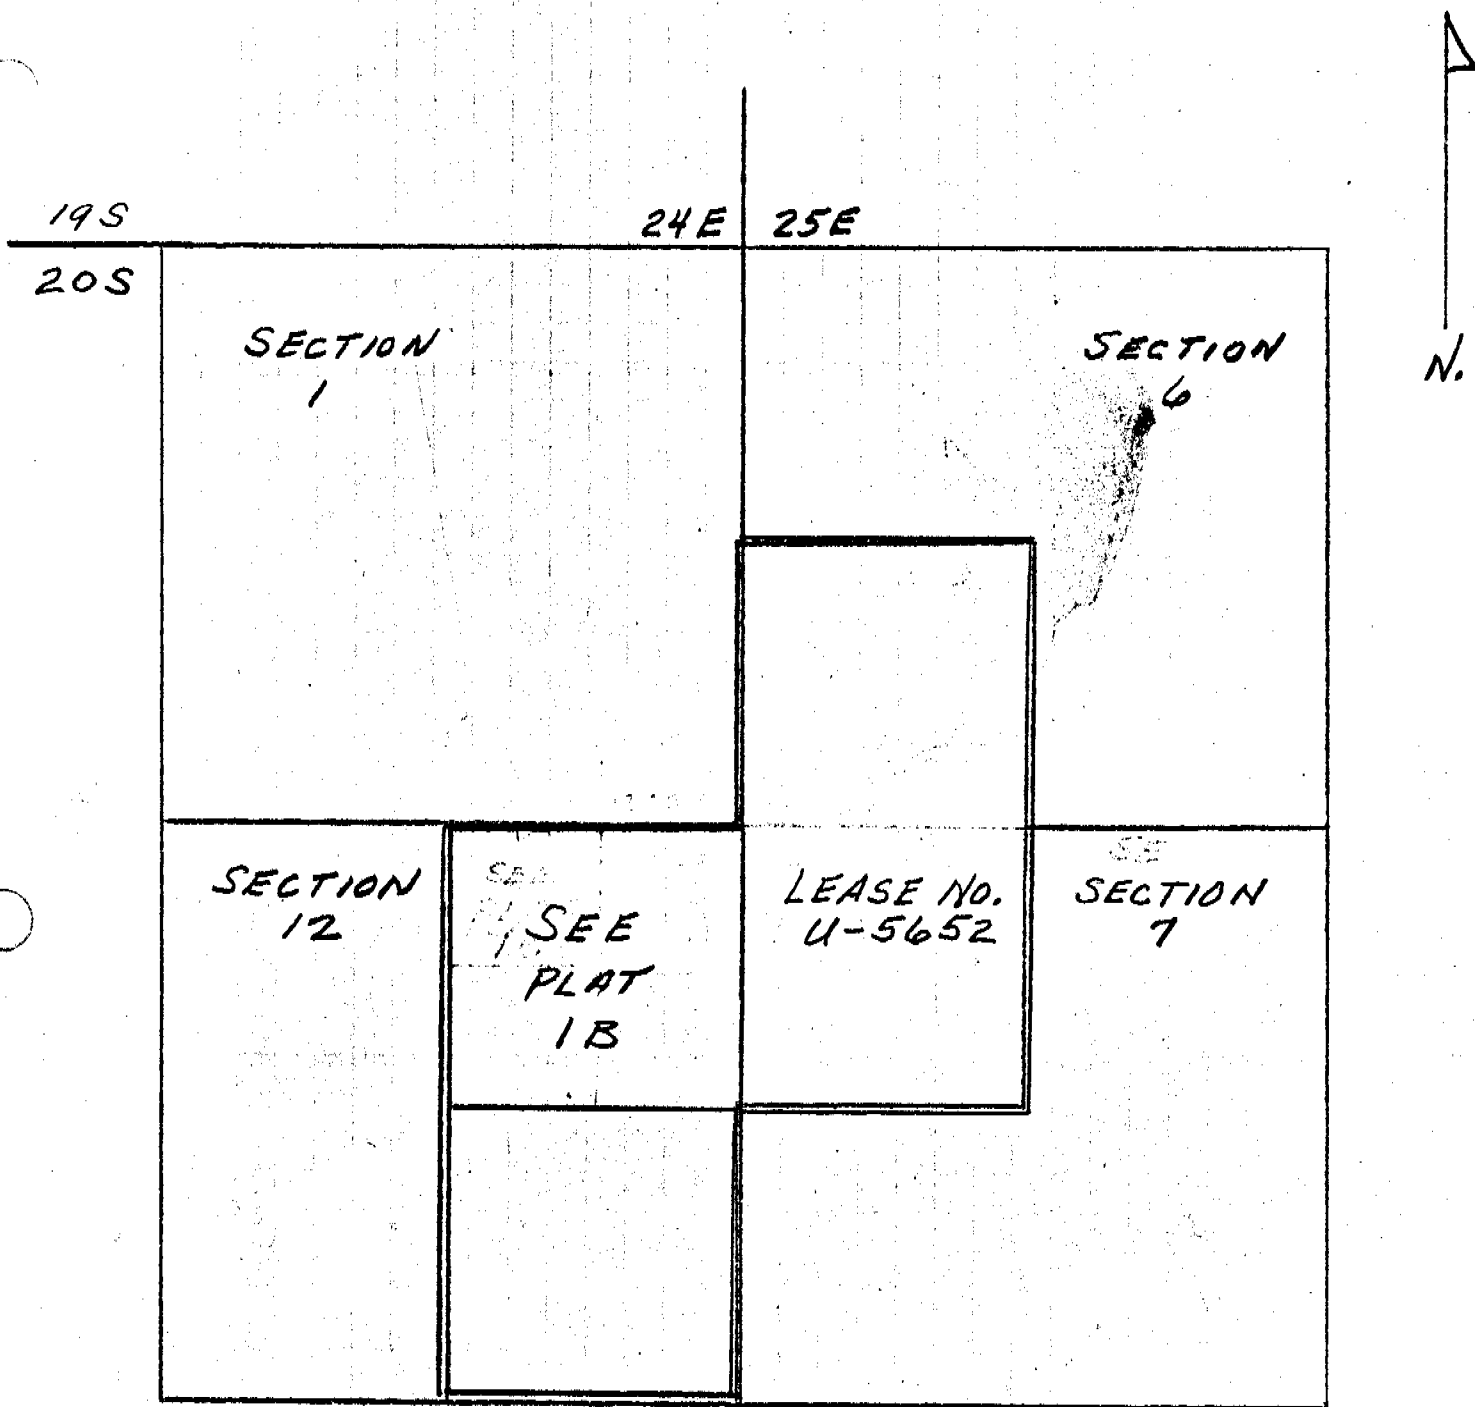 19S
24E 25E
20S
SECTION
1
SECTION
6
N.
SECTION
12
SEE
PLAT
1B
LEASE NO.
U-5652
SECTION
7